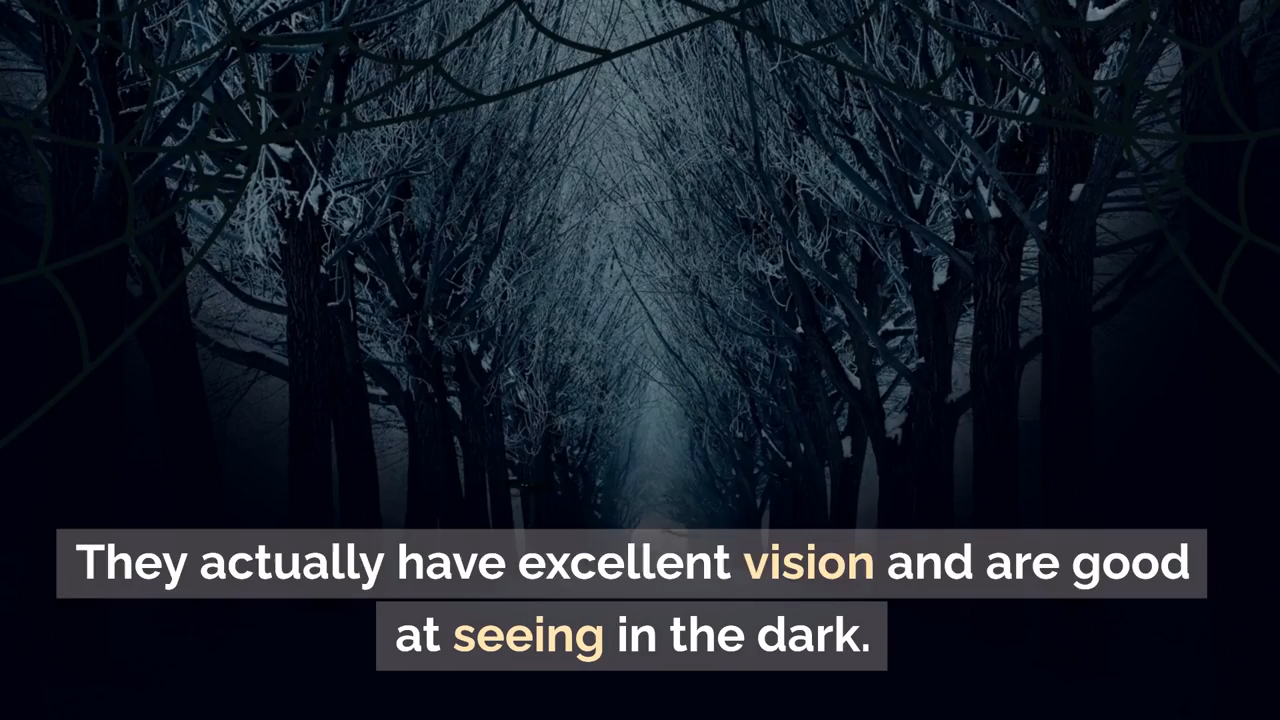 They actually have excellent vision and are good
at seeing in the dark.